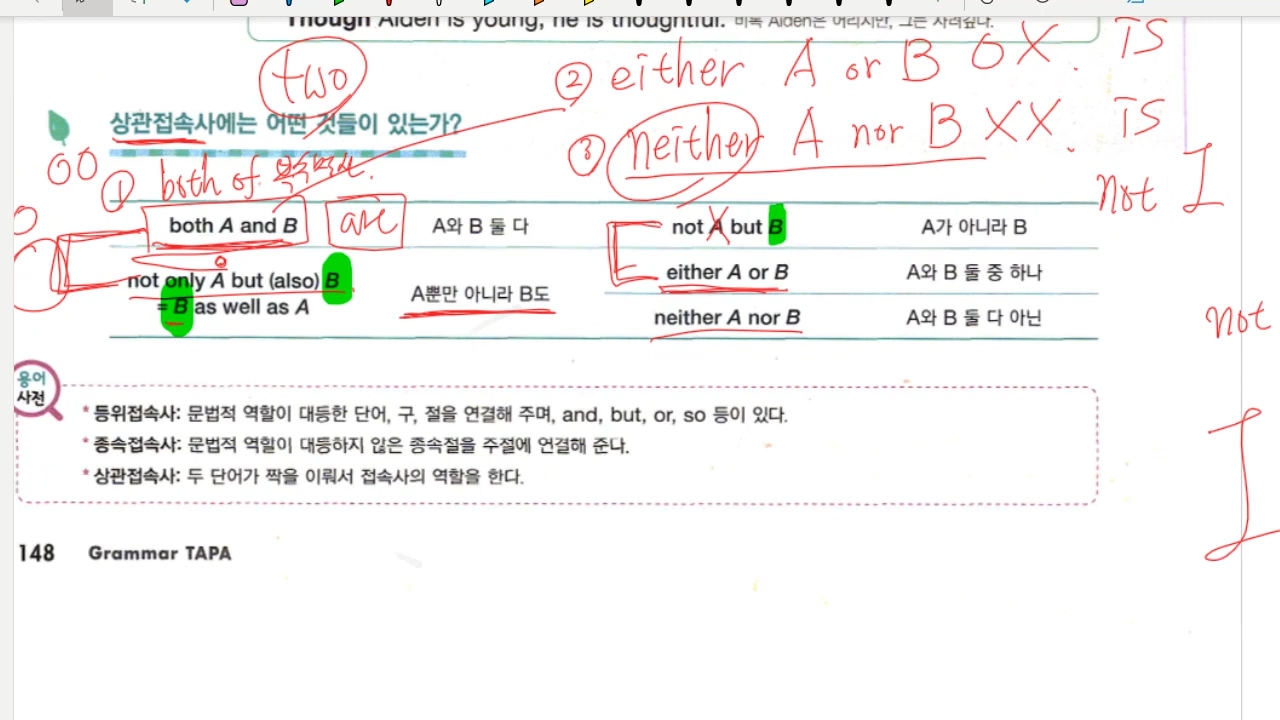 Though Alden is young, he is thoughtful. 비록 Alden은 어리지만, 그는 사려깊다.
two
② either A or B O X. is
상관접속사에는 어떤 것들이 있는가?
③ neither A nor B X X. is
OO
① both of 복수명사.
not I
both A and B are A와 B 둘 다
not A but B A가 아니라 B
not only A but (also) B
= B as well as A
A뿐만 아니라 B도
either A or B A와 B 둘 중 하나
neither A nor B A와 B 둘 다 아닌
not
I
용어
사전
* 등위접속사: 문법적 역할이 대등한 단어, 구, 절을 연결해 주며, and, but, or, so 등이 있다.
* 종속접속사: 문법적 역할이 대등하지 않은 종속절을 주절에 연결해 준다.
* 상관접속사: 두 단어가 짝을 이뤄서 접속사의 역할을 한다.
148 Grammar TAPA